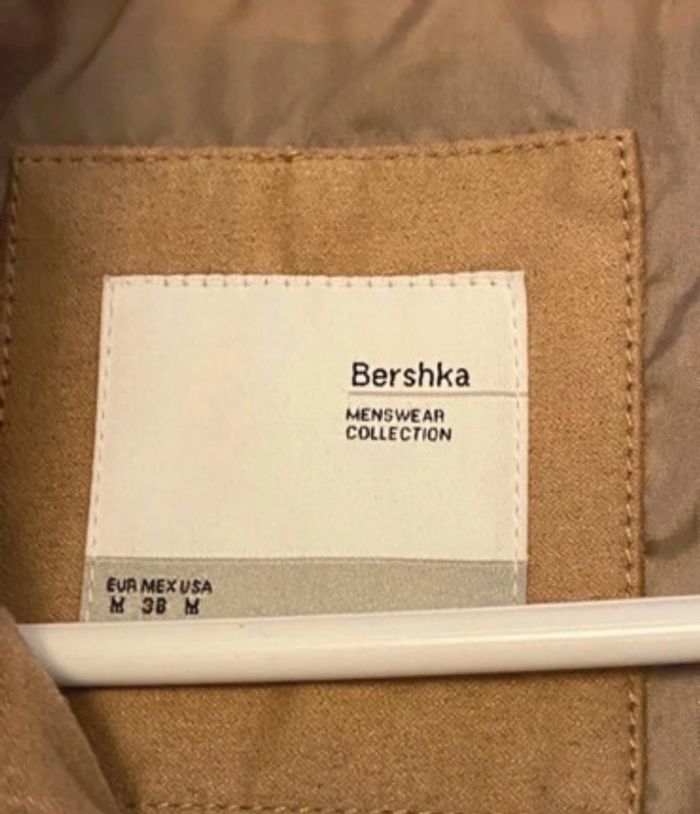 Bershka
MENSWEAR
COLLECTION
EUR MEX USA
M 38 M